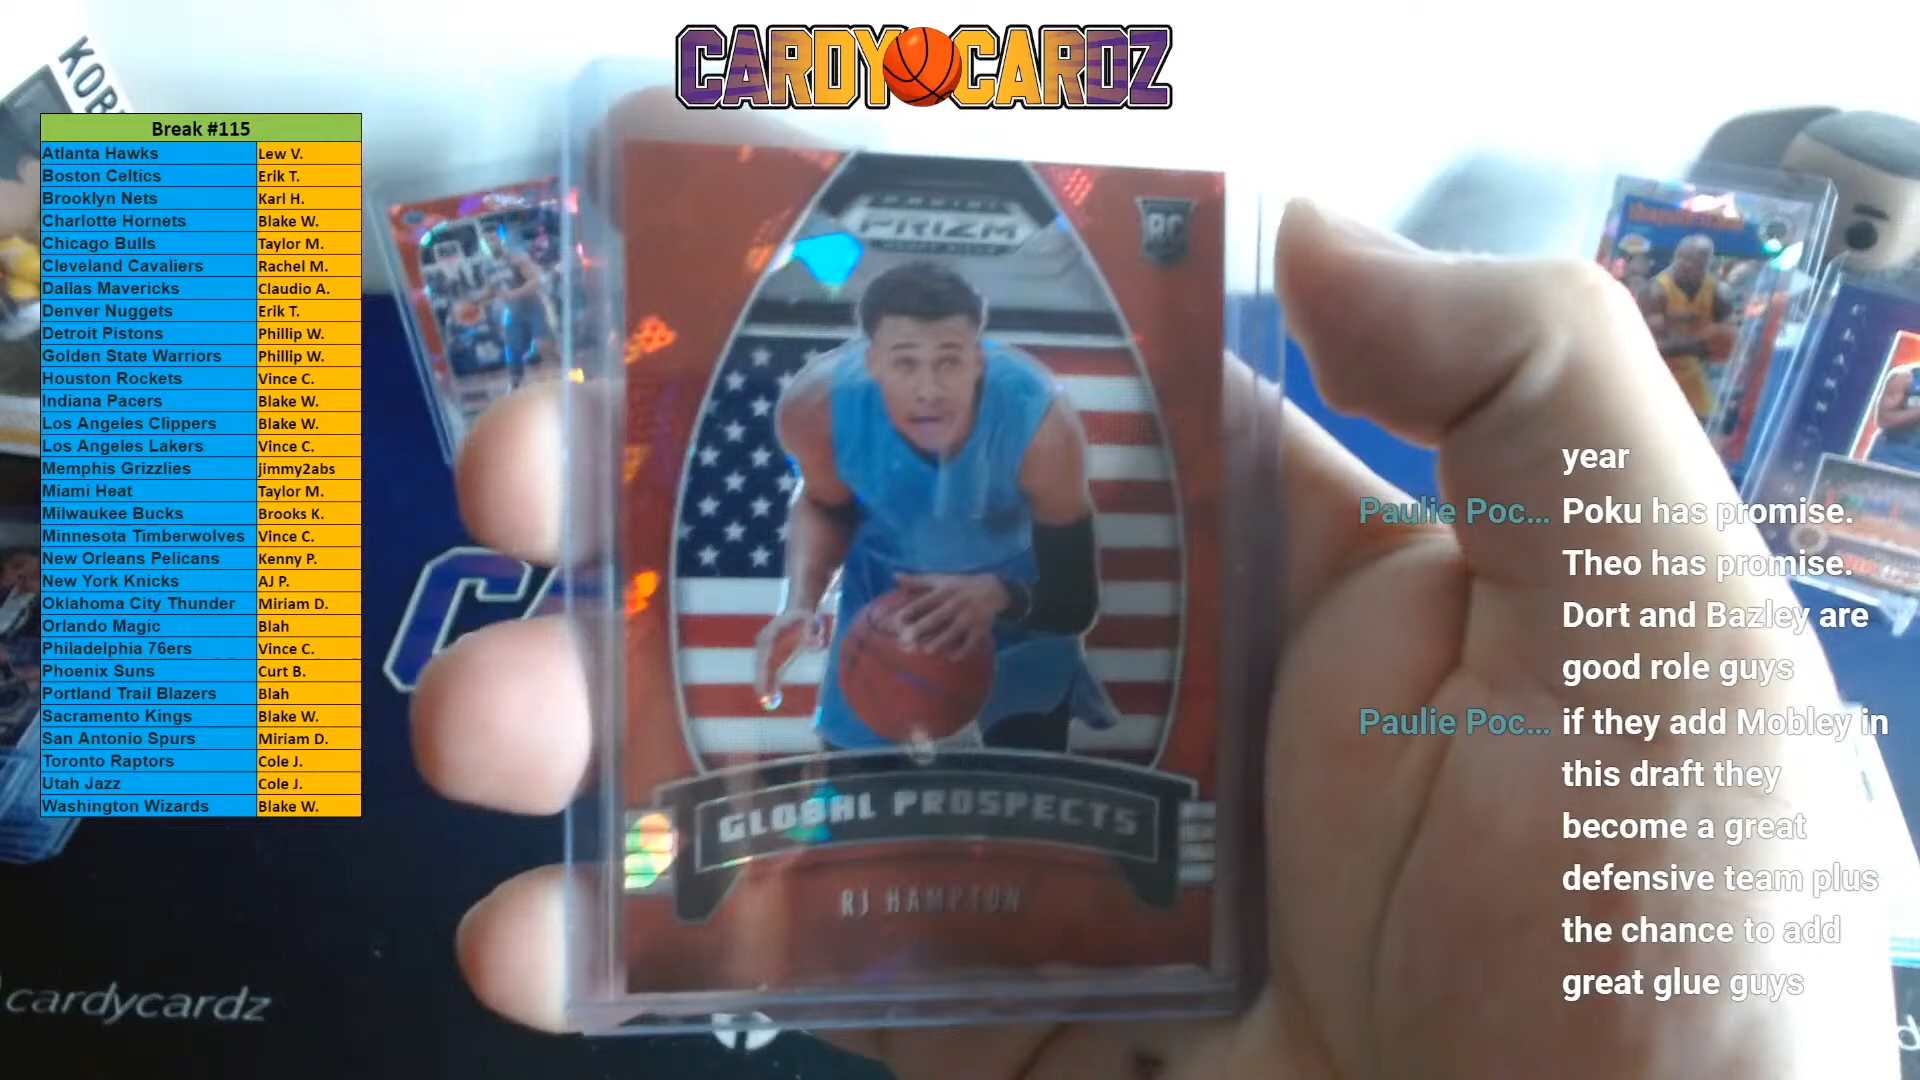 CARDY CARDZ
KOB
Break #115
Atlanta Hawks Lew V.
Boston Celtics Erik T.
Brooklyn Nets Karl H.
Charlotte Hornets Blake W.
Chicago Bulls Taylor M.
Cleveland Cavaliers Rachel M.
Dallas Mavericks Claudio A.
Denver Nuggets Erik T.
Detroit Pistons Phillip W.
Golden State Warriors Phillip W.
Houston Rockets Vince C.
Indiana Pacers Blake W.
Los Angeles Clippers Blake W.
Los Angeles Lakers Vince C.
Memphis Grizzlies jimmy2abs
Miami Heat Taylor M.
Milwaukee Bucks Brooks K.
Minnesota Timberwolves Vince C.
New Orleans Pelicans Kenny P.
New York Knicks AJ P.
Oklahoma City Thunder Miriam D.
Orlando Magic Blah
Philadelphia 76ers Vince C.
Phoenix Suns Curt B.
Portland Trail Blazers Blah
Sacramento Kings Blake W.
San Antonio Spurs Miriam D.
Toronto Raptors Cole J.
Utah Jazz Cole J.
Washington Wizards Blake W.
PANINI
PRIZM
RC
GLOBAL PROSPECTS
RJ HAMPTON
year
Paulie Poc... Poku has promise.
Theo has promise.
Dort and Bazley are
good role guys
Paulie Poc... if they add Mobley in
this draft they
become a great
defensive team plus
the chance to add
great glue guys
cardycardz